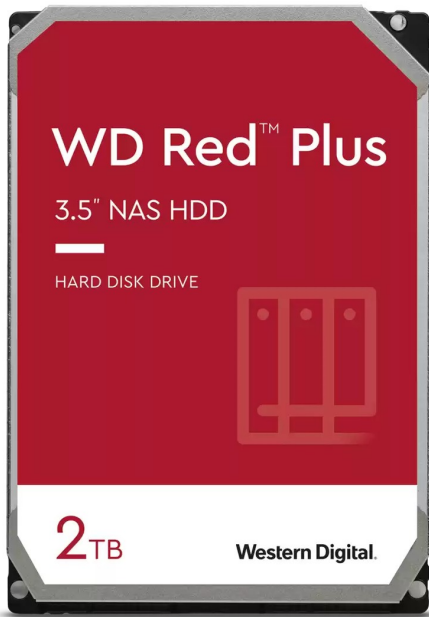 WD Red™ Plus
3.5" NAS HDD
HARD DISK DRIVE
2TB
Western Digital.